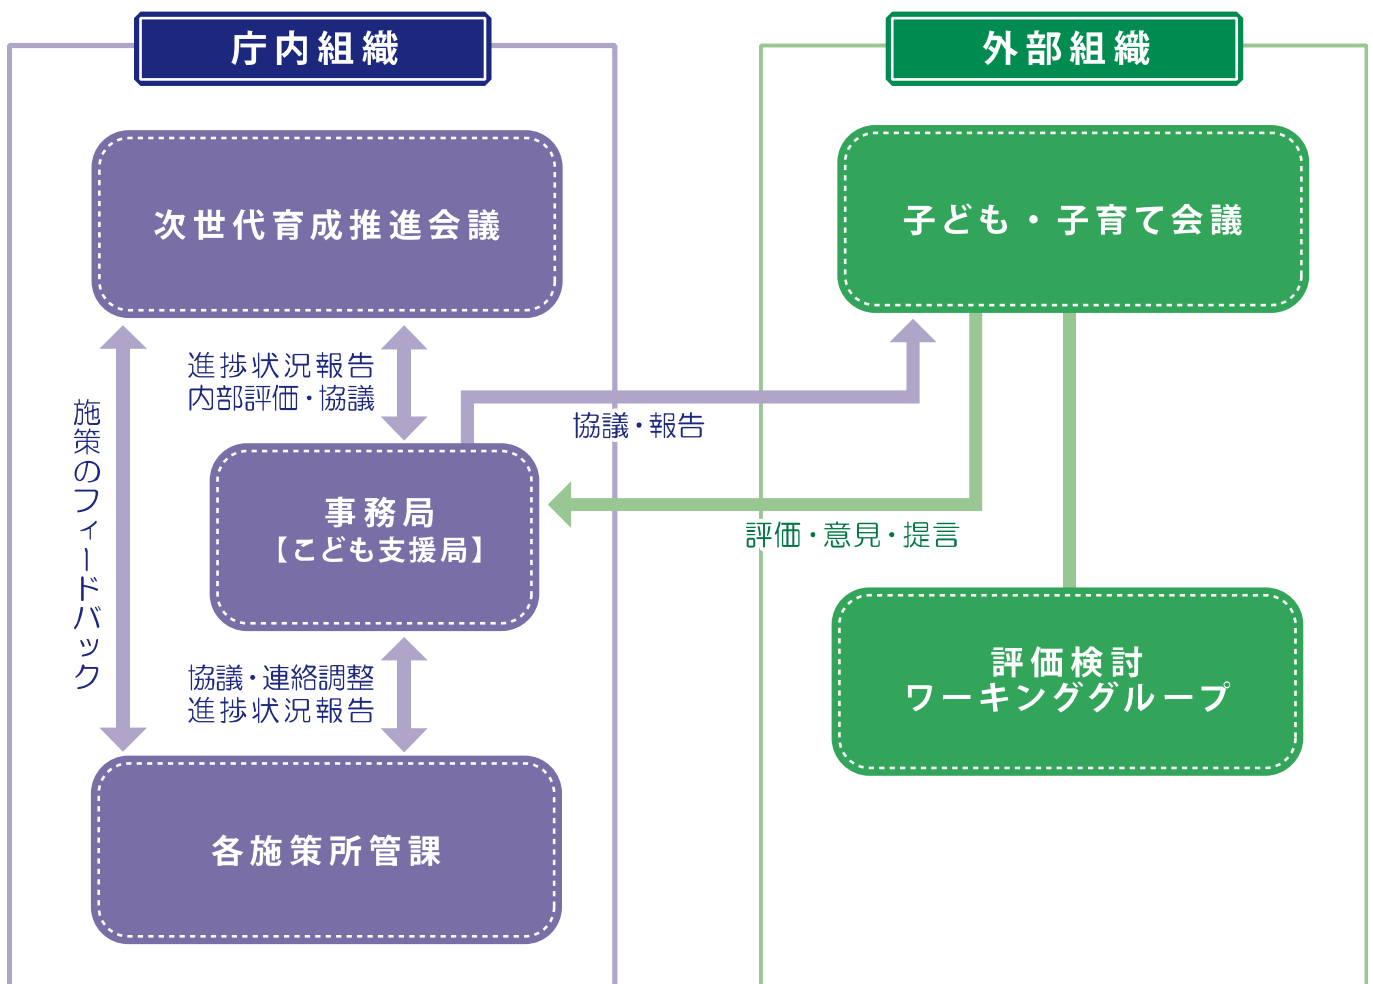 庁内組織
次世代育成推進会議
進捗状況報告
内部評価・協議
施策のフィードバック
事務局
【こども支援局】
協議・連絡調整
進捗状況報告
各施策所管課
協議・報告
評価・意見・提言
外部組織
子ども・子育て会議
評価検討
ワーキンググループ